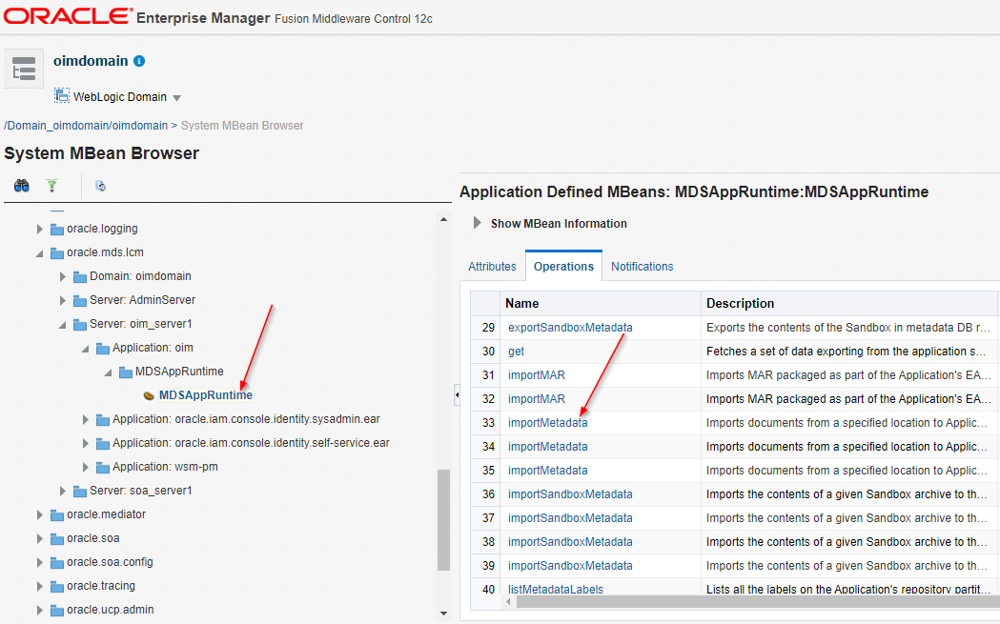 ORACLE Enterprise Manager Fusion Middleware Control 12c
oimdomain
WebLogic Domain
/Domain_oimdomain/oimdomain > System MBean Browser
System MBean Browser
oracle.logging
oracle.mds.lcm
Domain: oimdomain
Server: AdminServer
Server: oim_server1
Application: oim
MDSAppRuntime
MDSAppRuntime
Application: oracle.iam.console.identity.sysadmin.ear
Application: oracle.iam.console.identity.self-service.ear
Application: wsm-pm
Server: soa_server1
oracle.mediator
oracle.soa
oracle.soa.config
oracle.tracing
oracle.ucp.admin
Application Defined MBeans: MDSAppRuntime:MDSAppRuntime
Show MBean Information
Attributes Operations Notifications
Name Description
29 exportSandboxMetadata Exports the contents of the Sandbox in metadata DB r...
30 get Fetches a set of data exporting from the application s...
31 importMAR Imports MAR packaged as part of the Application's EA...
32 importMAR Imports MAR packaged as part of the Application's EA...
33 importMetadata Imports documents from a specified location to Applic...
34 importMetadata Imports documents from a specified location to Applic...
35 importMetadata Imports documents from a specified location to Applic...
36 importSandboxMetadata Imports the contents of a given Sandbox archive to th...
37 importSandboxMetadata Imports the contents of a given Sandbox archive to th...
38 importSandboxMetadata Imports the contents of a given Sandbox archive to th...
39 importSandboxMetadata Imports the contents of a given Sandbox archive to th...
40 listMetadataLabels Lists all the labels on the Application's repository partit...